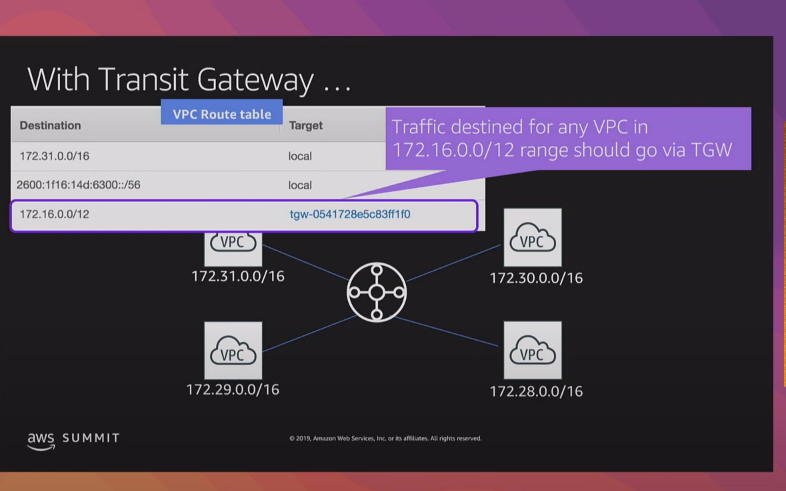 With Transit Gateway ...
VPC Route table
Destination
Target
Traffic destined for any VPC in
172.16.0.0/12 range should go via TGW
172.31.0.0/16
local
2600:1f16:14d:6300::/56
local
172.16.0.0/12
tgw-0541728e5c83ff1f0
VPC
VPC
172.31.0.0/16
172.30.0.0/16
VPC
VPC
172.29.0.0/16
172.28.0.0/16
aws SUMMIT
© 2019, Amazon Web Services, Inc. or its affiliates. All rights reserved.